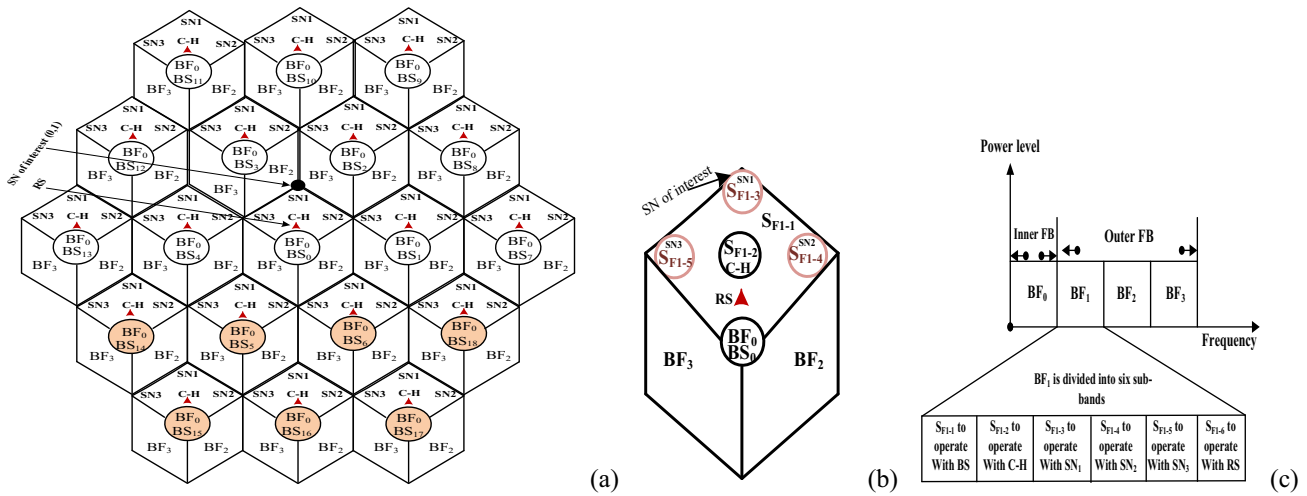 SN1 SN1 SN1
SN3 C-H SN2 SN3 C-H SN2 SN3 C-H SN2
BF0 BF0 BF0
BS11 BS10 BS9
BF3 BF2 BF3 BF2 BF3 BF2
SN1 SN1 SN1 SN1
SN3 C-H SN2 SN3 C-H SN2 SN3 C-H SN2 SN3 C-H SN2
BF0 BF0 BF0 BF0
BS12 BS3 BS2 BS8
BF3 BF2 BF3 BF2 BF3 BF2 BF3 BF2
SN of interest (0,1)
RS
SN1 SN1 SN1 SN1 SN1
SN3 C-H SN2 SN3 C-H SN2 SN3 C-H SN2 SN3 C-H SN2 SN3 C-H SN2
BF0 BF0 BF0 BF0 BF0
BS13 BS4 BS0 BS1 BS7
BF3 BF2 BF3 BF2 BF3 BF2 BF3 BF2 BF3 BF2
SN1 SN1 SN1 SN1
SN3 C-H SN2 SN3 C-H SN2 SN3 C-H SN2 SN3 C-H SN2
BF0 BF0 BF0 BF0
BS14 BS5 BS6 BS18
BF3 BF2 BF3 BF2 BF3 BF2 BF3 BF2
SN1 SN1 SN1
SN3 C-H SN2 SN3 C-H SN2 SN3 C-H SN2
BF0 BF0 BF0
BS15 BS16 BS17
BF3 BF2 BF3 BF2 BF3 BF2
(a)
SN of interest
SN1
SF1-3
SF1-1
SN3
SF1-5
SF1-2
C-H
SN2
SF1-4
RS
BF0
BS0
BF3
BF2
(b)
Power level
Inner FB
Outer FB
BF0 BF1 BF2 BF3
Frequency
BF1 is divided into six sub-
bands
SF1-1 to SF1-2 to SF1-3 to SF1-4 to SF1-5 to SF1-6 to
operate operate operate operate operate operate
With BS With C-H With SN1 With SN2 With SN3 With RS
(c)